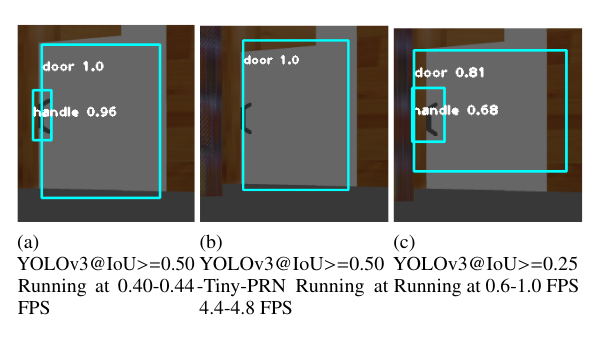 door 1.0
handle 0.96
door 1.0
door 0.81
handle 0.68
(a)
YOLOv3@IoU>=0.50
Running at 0.40-0.44
FPS
(b)
YOLOv3@IoU>=0.50
-Tiny-PRN Running at
4.4-4.8 FPS
(c)
YOLOv3@IoU>=0.25
Running at 0.6-1.0 FPS